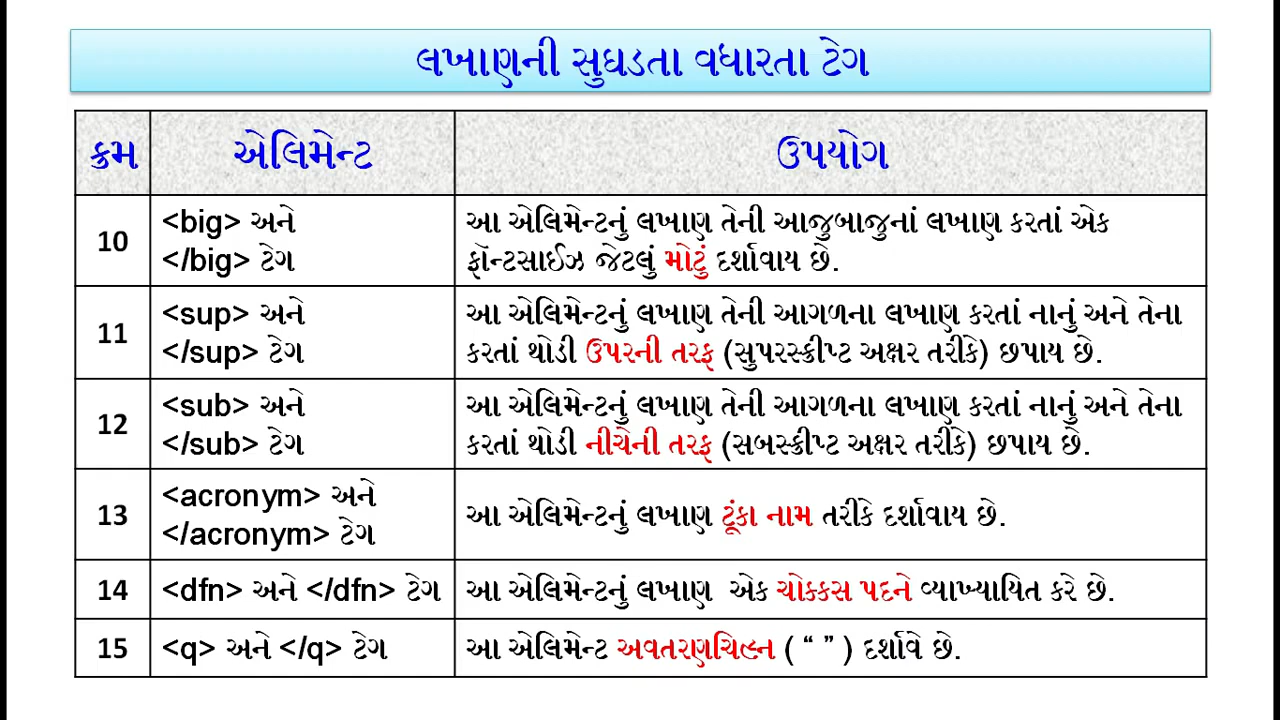 લખાણની સુઘડતા વધારતા ટેગ
ક્રમ એલિમેન્ટ ઉપયોગ
10 <big> અને </big> ટેગ આ એલિમેન્ટનું લખાણ તેની આજુબાજુનાં લખાણ કરતાં એક
ફૉન્ટસાઈઝ જેટલું મોટું દર્શાવાય છે.
11 <sup> અને </sup> ટેગ આ એલિમેન્ટનું લખાણ તેની આગળના લખાણ કરતાં નાનું અને તેના
કરતાં થોડી ઉપરની તરફ (સુપરસ્ક્રીપ્ટ અક્ષર તરીકે) છપાય છે.
12 <sub> અને </sub> ટેગ આ એલિમેન્ટનું લખાણ તેની આગળના લખાણ કરતાં નાનું અને તેના
કરતાં થોડી નીચેની તરફ (સબસ્ક્રીપ્ટ અક્ષર તરીકે) છપાય છે.
13 <acronym> અને </acronym> ટેગ આ એલિમેન્ટનું લખાણ ટૂંકા નામ તરીકે દર્શાવાય છે.
14 <dfn> અને </dfn> ટેગ આ એલિમેન્ટનું લખાણ એક ચોક્કસ પદને વ્યાખ્યાયિત કરે છે.
15 <q> અને </q> ટેગ આ એલિમેન્ટ અવતરણચિહ્ન ( “ ” ) દર્શાવે છે.